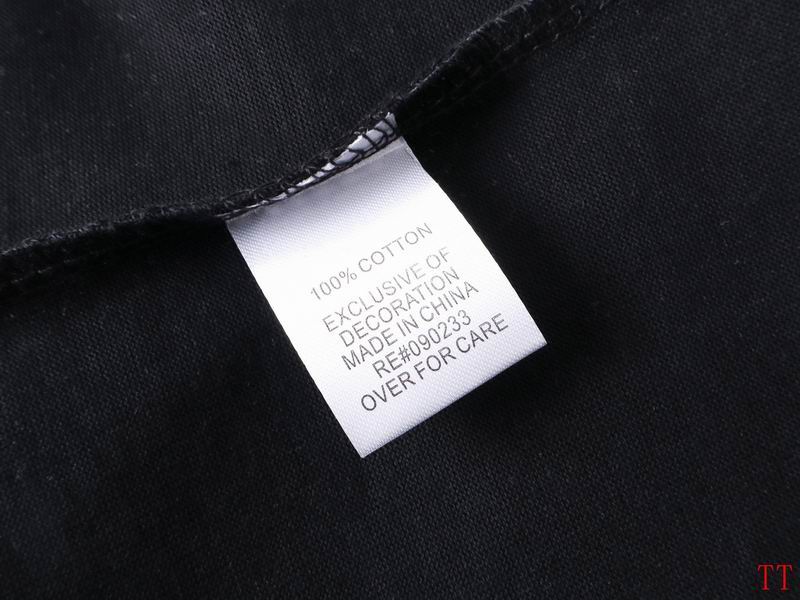 100% COTTON
EXCLUSIVE OF
DECORATION
MADE IN CHINA
RE#090233
OVER FOR CARE
TT